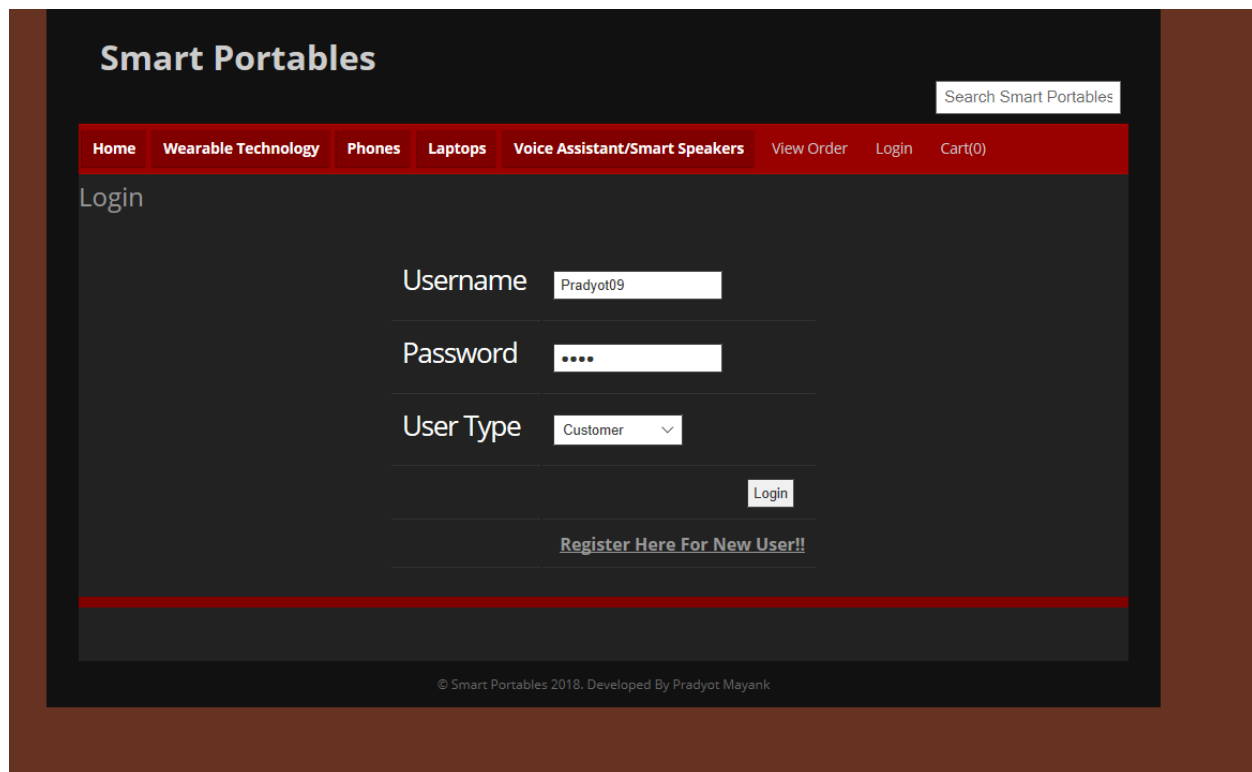 Smart Portables
Search Smart Portables
Home Wearable Technology Phones Laptops Voice Assistant/Smart Speakers View Order Login Cart(0)
Login
Username Pradyot09
Password ••••
User Type Customer
Login
Register Here For New User!!
© Smart Portables 2018. Developed By Pradyot Mayank